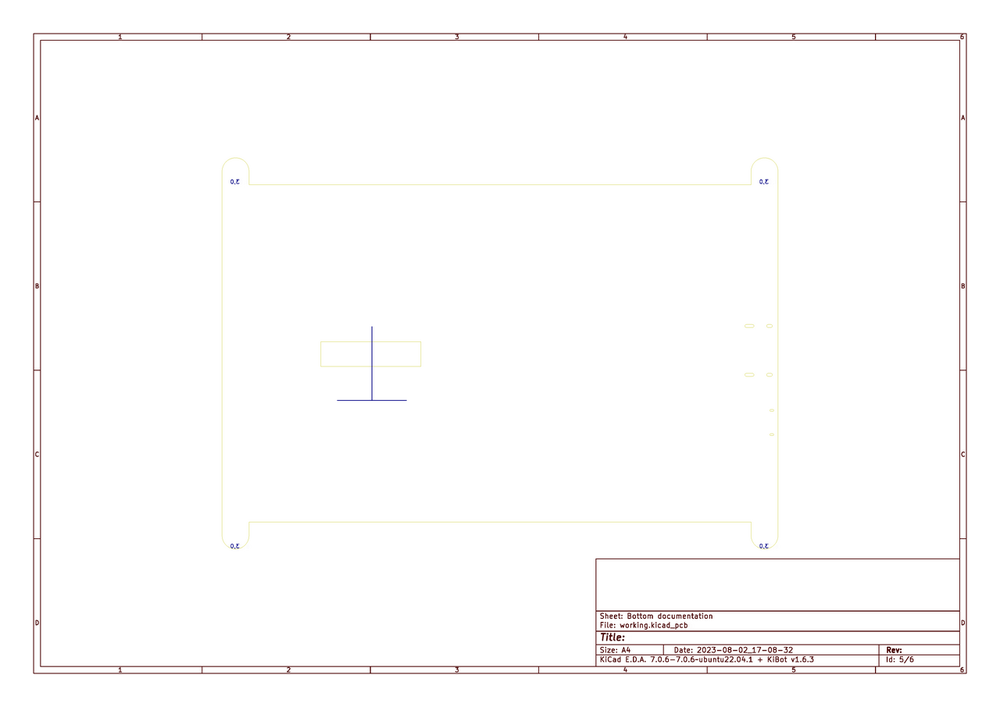 1 2 3 4 5 6
A A
3,0 3,0
B B
C C
3,0 3,0
D D
Sheet: Bottom documentation
File: working.kicad_pcb
Title:
Size: A4 Date: 2023-08-02_17-08-32 Rev:
KiCad E.D.A. 7.0.6-7.0.6~ubuntu22.04.1 + KiBot v1.6.3 Id: 5/6
1 2 3 4 5 6